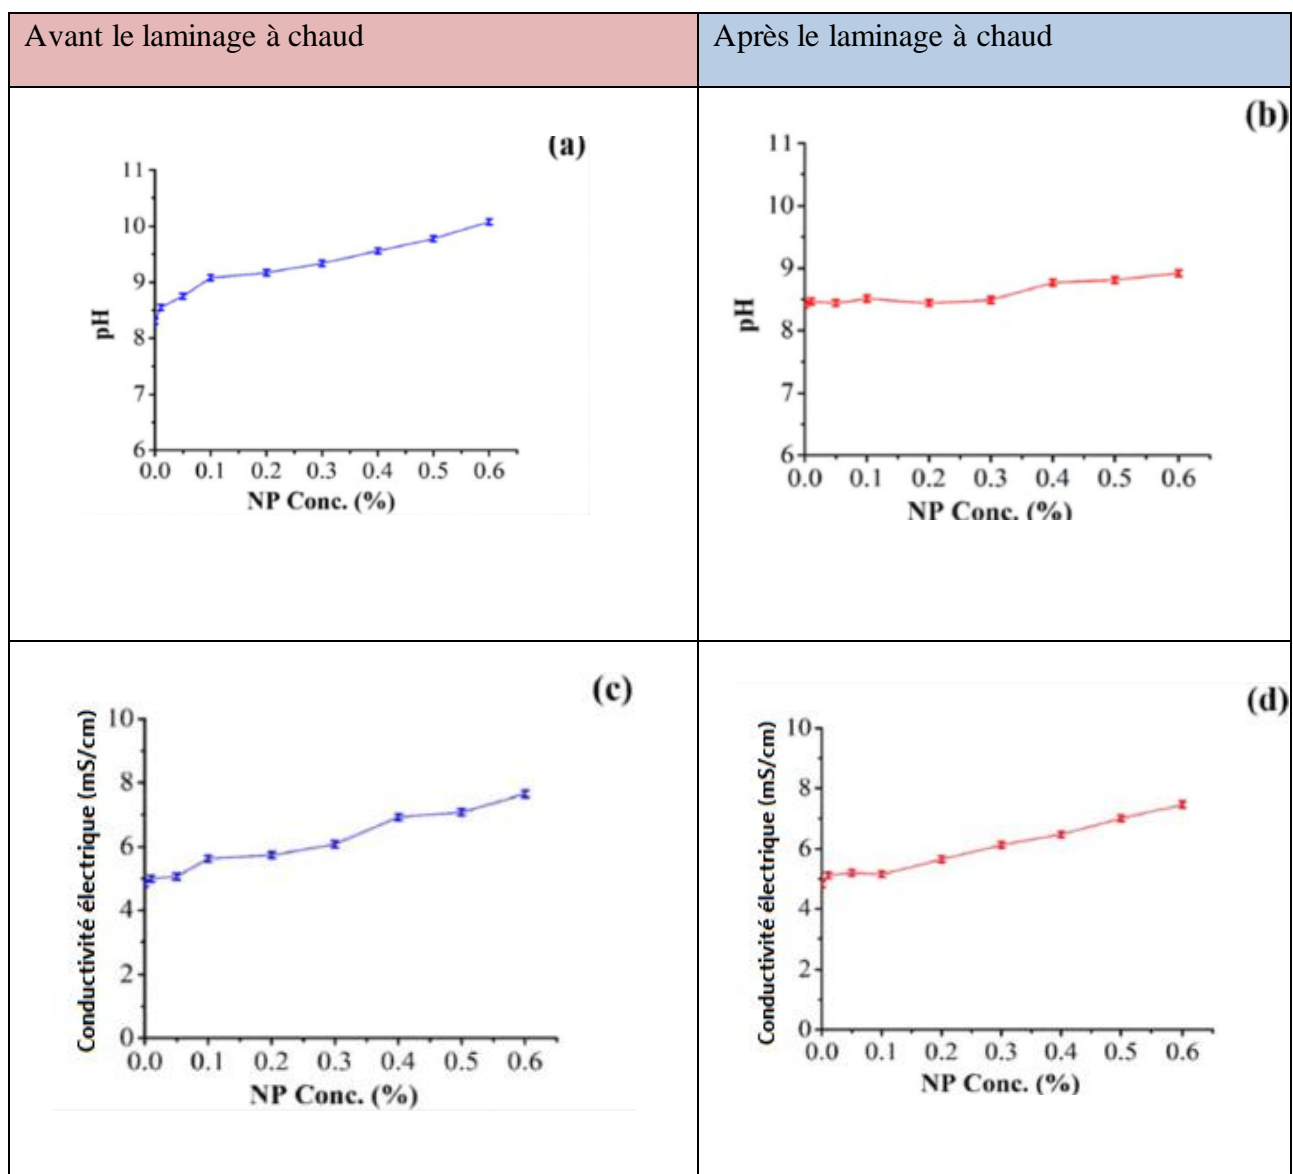 Avant le laminage à chaud
Après le laminage à chaud
(a)
11
10
9
8
7
6
pH
0.0 0.1 0.2 0.3 0.4 0.5 0.6
NP Conc. (%)
(b)
11
10
9
8
7
6
pH
0.0 0.1 0.2 0.3 0.4 0.5 0.6
NP Conc. (%)
(c)
10
8
6
4
2
0
Conductivité électrique (mS/cm)
0.0 0.1 0.2 0.3 0.4 0.5 0.6
NP Conc. (%)
(d)
10
8
6
4
2
0
Conductivité électrique (mS/cm)
0.0 0.1 0.2 0.3 0.4 0.5 0.6
NP Conc. (%)